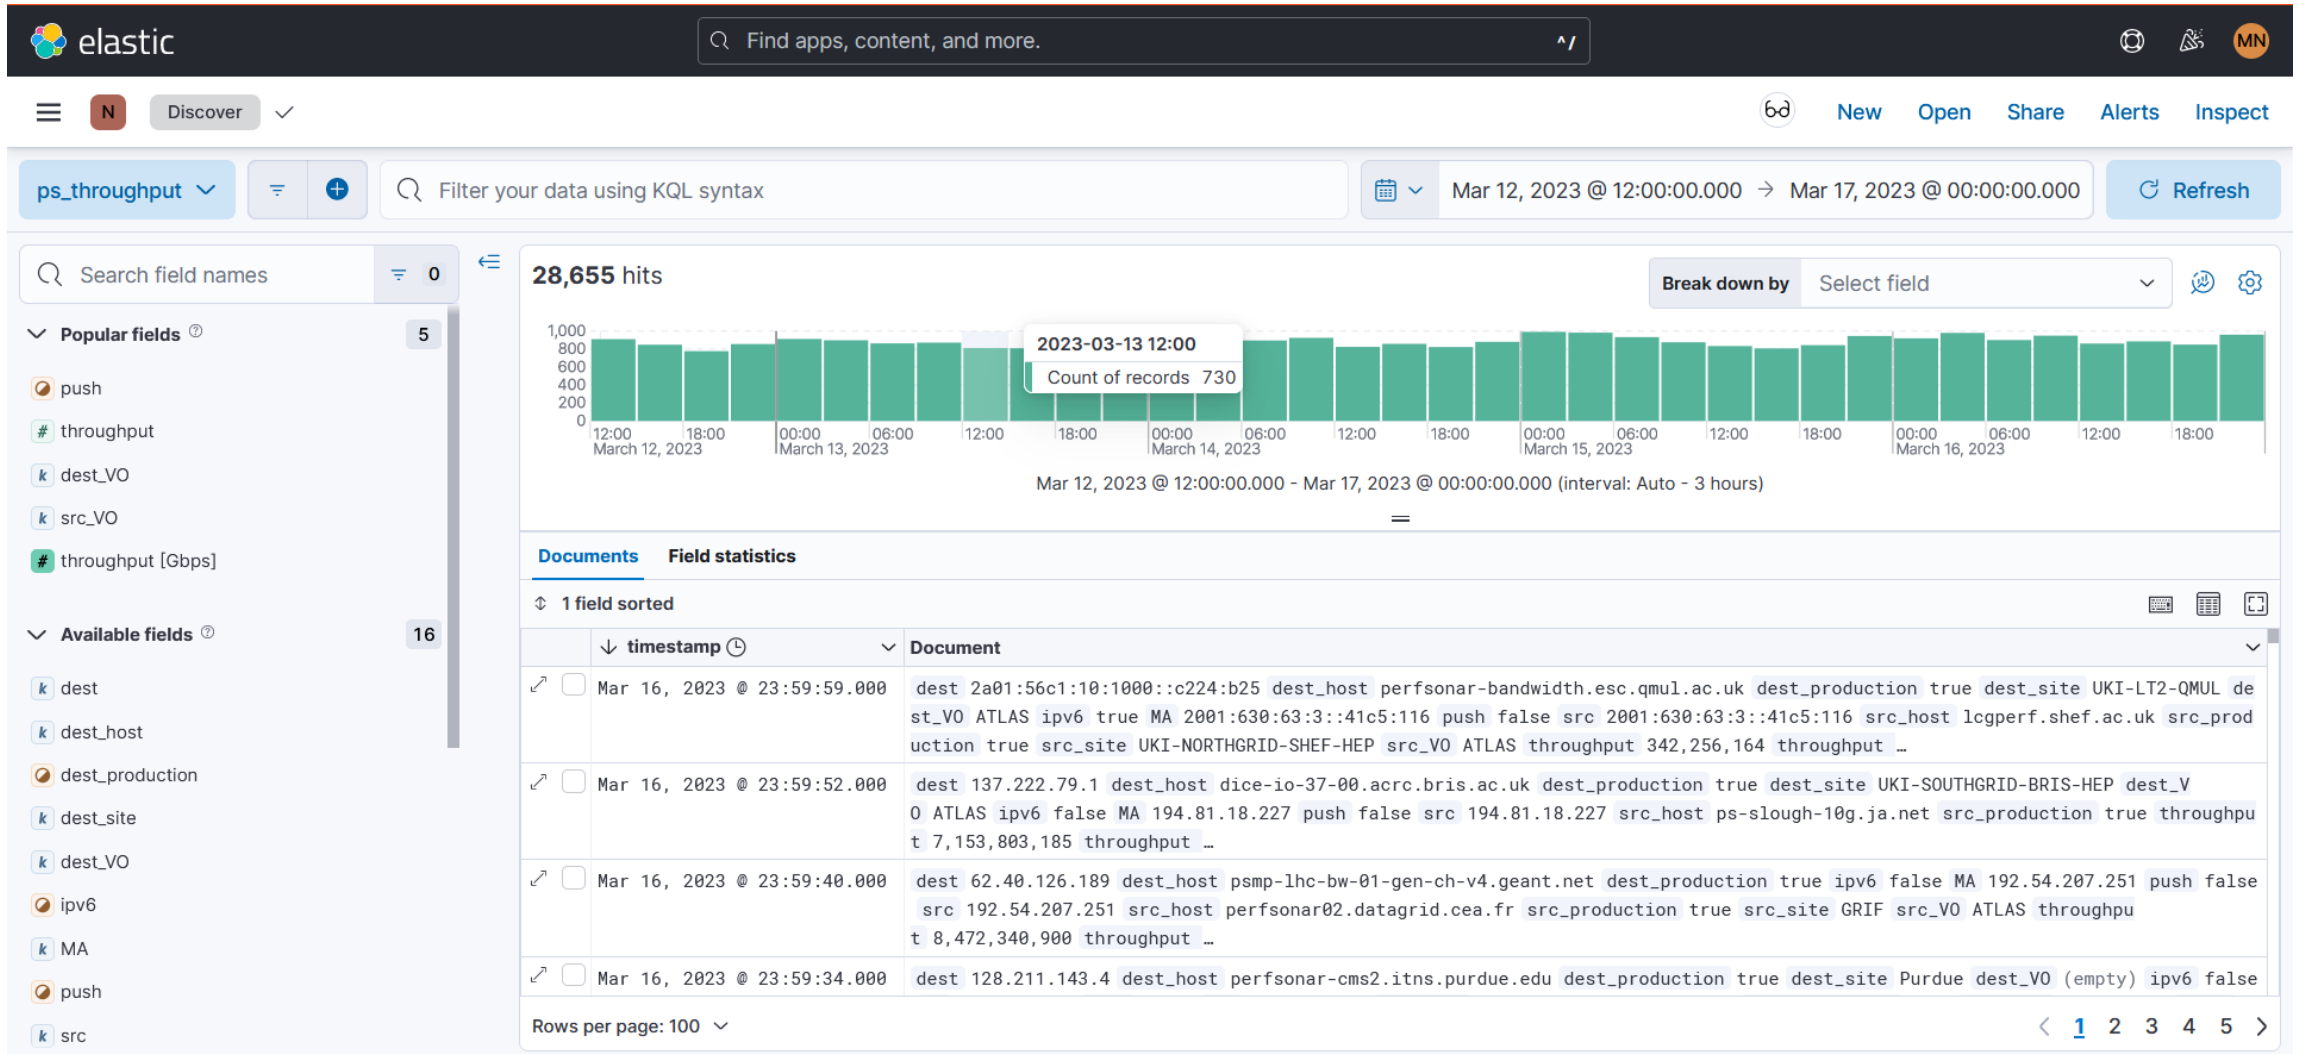 elastic
Find apps, content, and more.
^/
MN
N
Discover
New
Open
Share
Alerts
Inspect
ps_throughput
Filter your data using KQL syntax
Mar 12, 2023 @ 12:00:00.000 → Mar 17, 2023 @ 00:00:00.000
Refresh
Search field names
0
Popular fields
5
push
throughput
dest_VO
src_VO
throughput [Gbps]
Available fields
16
dest
dest_host
dest_production
dest_site
dest_VO
ipv6
MA
push
src
28,655 hits
Break down by
Select field
1,000
800
600
400
200
0
2023-03-13 12:00
Count of records 730
12:00 18:00 00:00 06:00 12:00 18:00 00:00 06:00 12:00 18:00 00:00 06:00 12:00 18:00 00:00 06:00 12:00 18:00
March 12, 2023 March 13, 2023 March 14, 2023 March 15, 2023 March 16, 2023
Mar 12, 2023 @ 12:00:00.000 - Mar 17, 2023 @ 00:00:00.000 (interval: Auto - 3 hours)
Documents
Field statistics
1 field sorted
timestamp
Document
Mar 16, 2023 @ 23:59:59.000
dest 2a01:56c1:10:1000::c224:b25 dest_host perfsonar-bandwidth.esc.qmul.ac.uk dest_production true dest_site UKI-LT2-QMUL de
st_VO ATLAS ipv6 true MA 2001:630:63:3::41c5:116 push false src 2001:630:63:3::41c5:116 src_host lcgperf.shef.ac.uk src_prod
uction true src_site UKI-NORTHGRID-SHEF-HEP src_VO ATLAS throughput 342,256,164 throughput …
Mar 16, 2023 @ 23:59:52.000
dest 137.222.79.1 dest_host dice-io-37-00.acrc.bris.ac.uk dest_production true dest_site UKI-SOUTHGRID-BRIS-HEP dest_V
O ATLAS ipv6 false MA 194.81.18.227 push false src 194.81.18.227 src_host ps-slough-10g.ja.net src_production true throughpu
t 7,153,803,185 throughput …
Mar 16, 2023 @ 23:59:40.000
dest 62.40.126.189 dest_host psmp-lhc-bw-01-gen-ch-v4.geant.net dest_production true ipv6 false MA 192.54.207.251 push false
src 192.54.207.251 src_host perfsonar02.datagrid.cea.fr src_production true src_site GRIF src_VO ATLAS throughpu
t 8,472,340,900 throughput …
Mar 16, 2023 @ 23:59:34.000
dest 128.211.143.4 dest_host perfsonar-cms2.itns.purdue.edu dest_production true dest_site Purdue dest_VO (empty) ipv6 false
Rows per page: 100
1 2 3 4 5